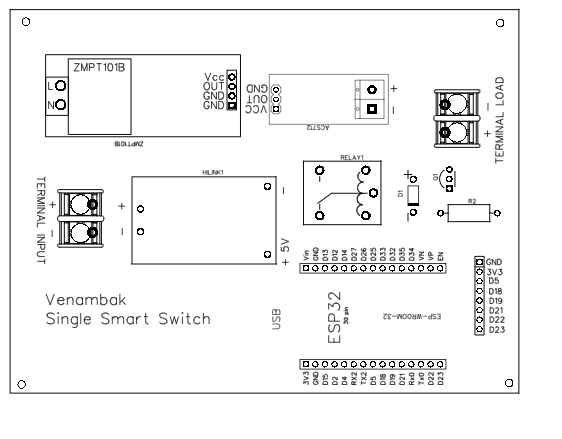 ZMPT101B
L
N
Vcc
OUT
GND
GND
ZMPT101B
GND
OUT
VCC
+
-
ACS712
TERMINAL LOAD
-
+
TERMINAL INPUT
+
-
HILINK1
+
-
-
+ 5V
RELAY1
D1
+
-
Q1
R2
Vin GND D13 D12 D14 D27 D26 D25 D33 D32 D35 D34 VN VP EN
USB
ESP32
30 pin
ESP-WROOM-32
3V3 GND D15 D2 D4 RX2 TX2 D5 D18 D19 D21 Rx0 Tx0 D22 D23
GND
3V3
D5
D18
D19
D21
D22
D23
Venambak
Single Smart Switch